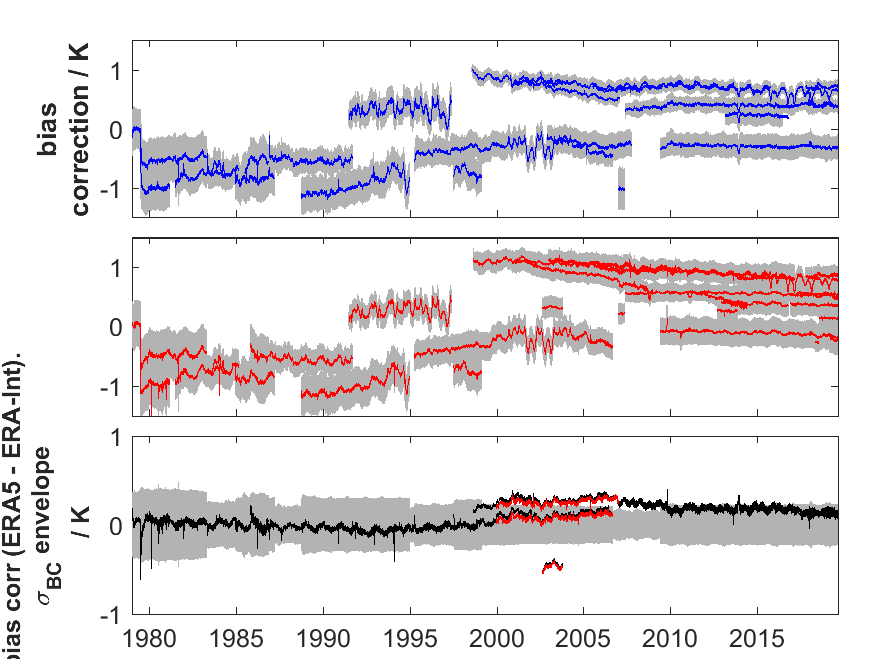 bias
correction / K
1
0
-1
1
0
-1
bias corr (ERA5 - ERA-Int).
σBC envelope
/ K
1
0
-1
1980 1985 1990 1995 2000 2005 2010 2015